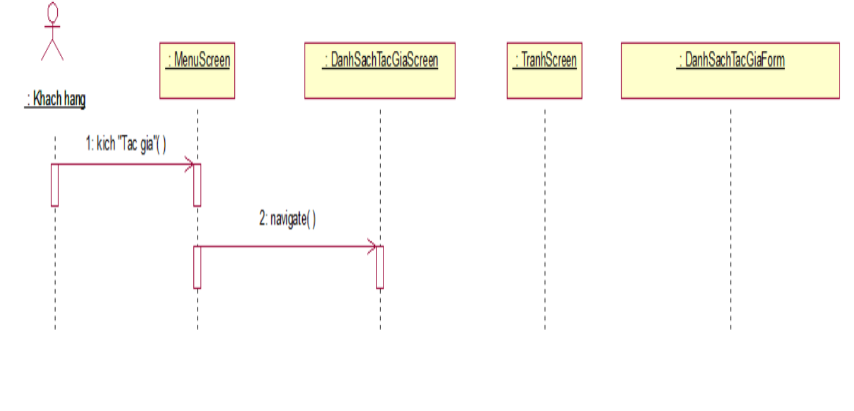 : MenuScreen
: DanhSachTacGiaScreen
: TranhScreen
: DanhSachTacGiaForm
: Khach hang
1: kich "Tac gia"( )
2: navigate( )